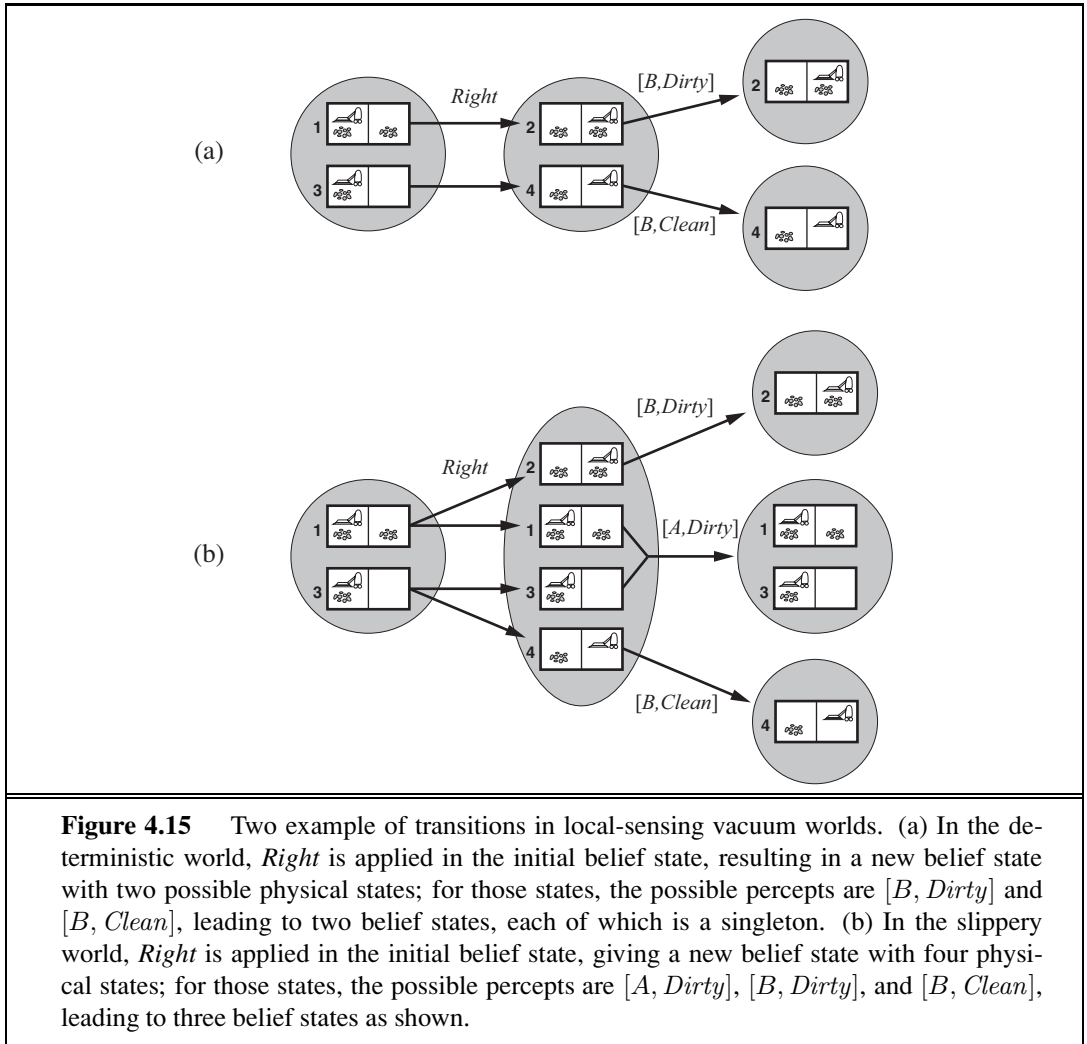 (a)
Right
[B,Dirty]
[B,Clean]
1
3
2
4
2
4
(b)
Right
[B,Dirty]
[A,Dirty]
[B,Clean]
1
3
2
1
3
4
2
1
3
4
Figure 4.15 Two example of transitions in local-sensing vacuum worlds. (a) In the de-
terministic world, Right is applied in the initial belief state, resulting in a new belief state
with two possible physical states; for those states, the possible percepts are [B, Dirty] and
[B, Clean], leading to two belief states, each of which is a singleton. (b) In the slippery
world, Right is applied in the initial belief state, giving a new belief state with four physi-
cal states; for those states, the possible percepts are [A, Dirty], [B, Dirty], and [B, Clean],
leading to three belief states as shown.